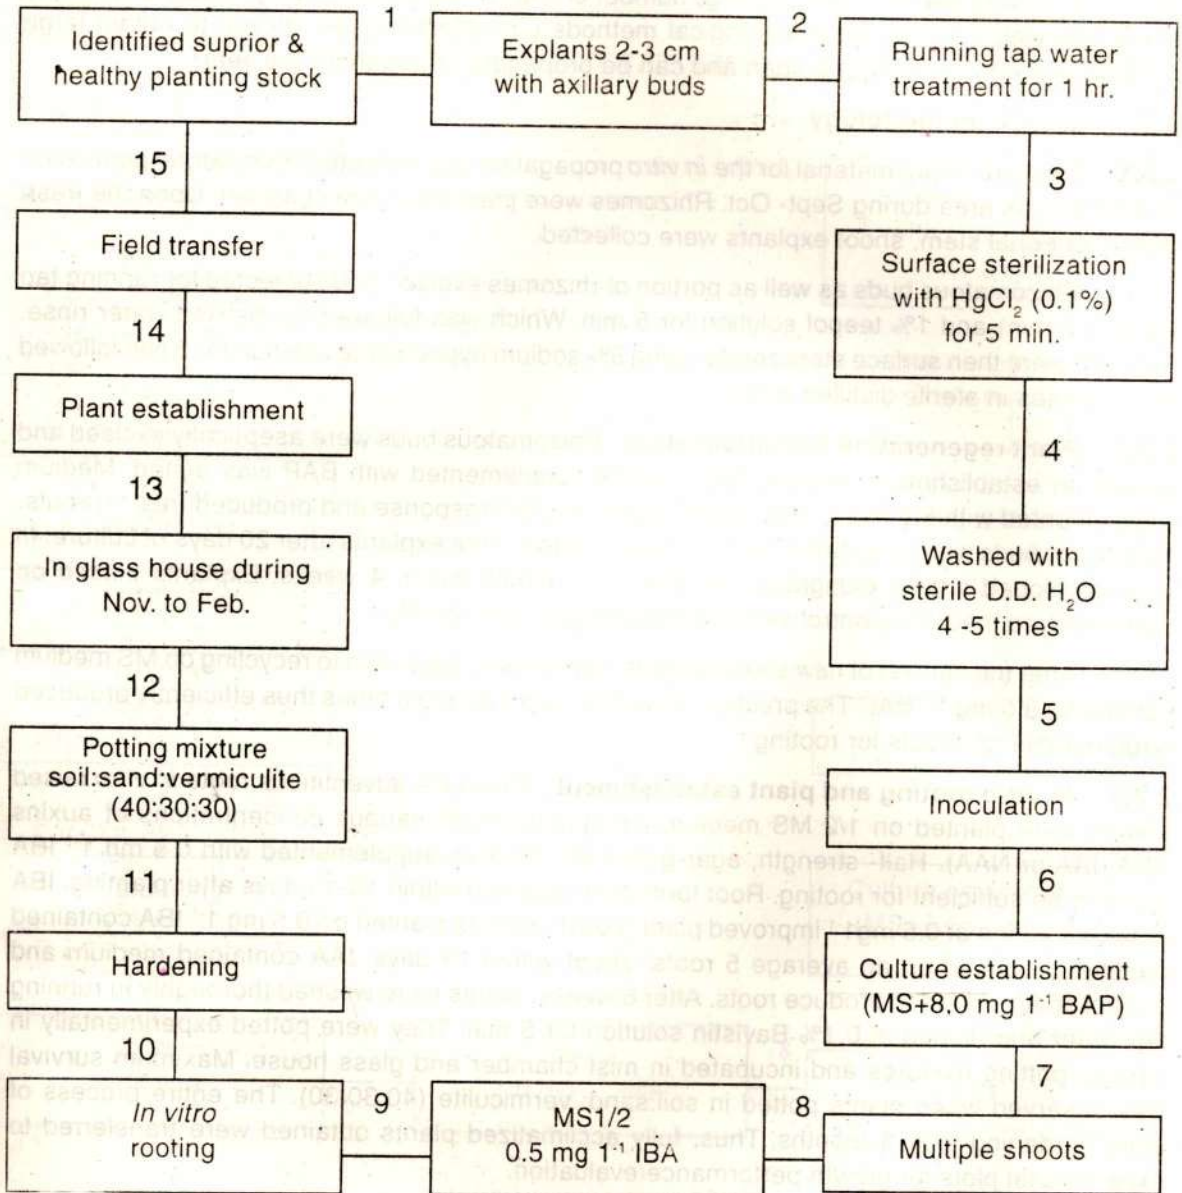 1
2
Identified suprior &
healthy planting stock
Explants 2-3 cm
with axillary buds
Running tap water
treatment for 1 hr.
15
3
Field transfer
Surface sterilization
with HgCl₂ (0.1%)
for 5 min.
14
Plant establishment
4
13
In glass house during
Nov. to Feb.
Washed with
sterile D.D. H₂O
4 -5 times
12
5
Potting mixture
soil:sand:vermiculite
(40:30:30)
Inoculation
11
6
Hardening
Culture establishment
(MS+8.0 mg 1⁻¹ BAP)
10
7
In vitro
rooting
9
MS1/2
0.5 mg 1⁻¹ IBA
8
Multiple shoots